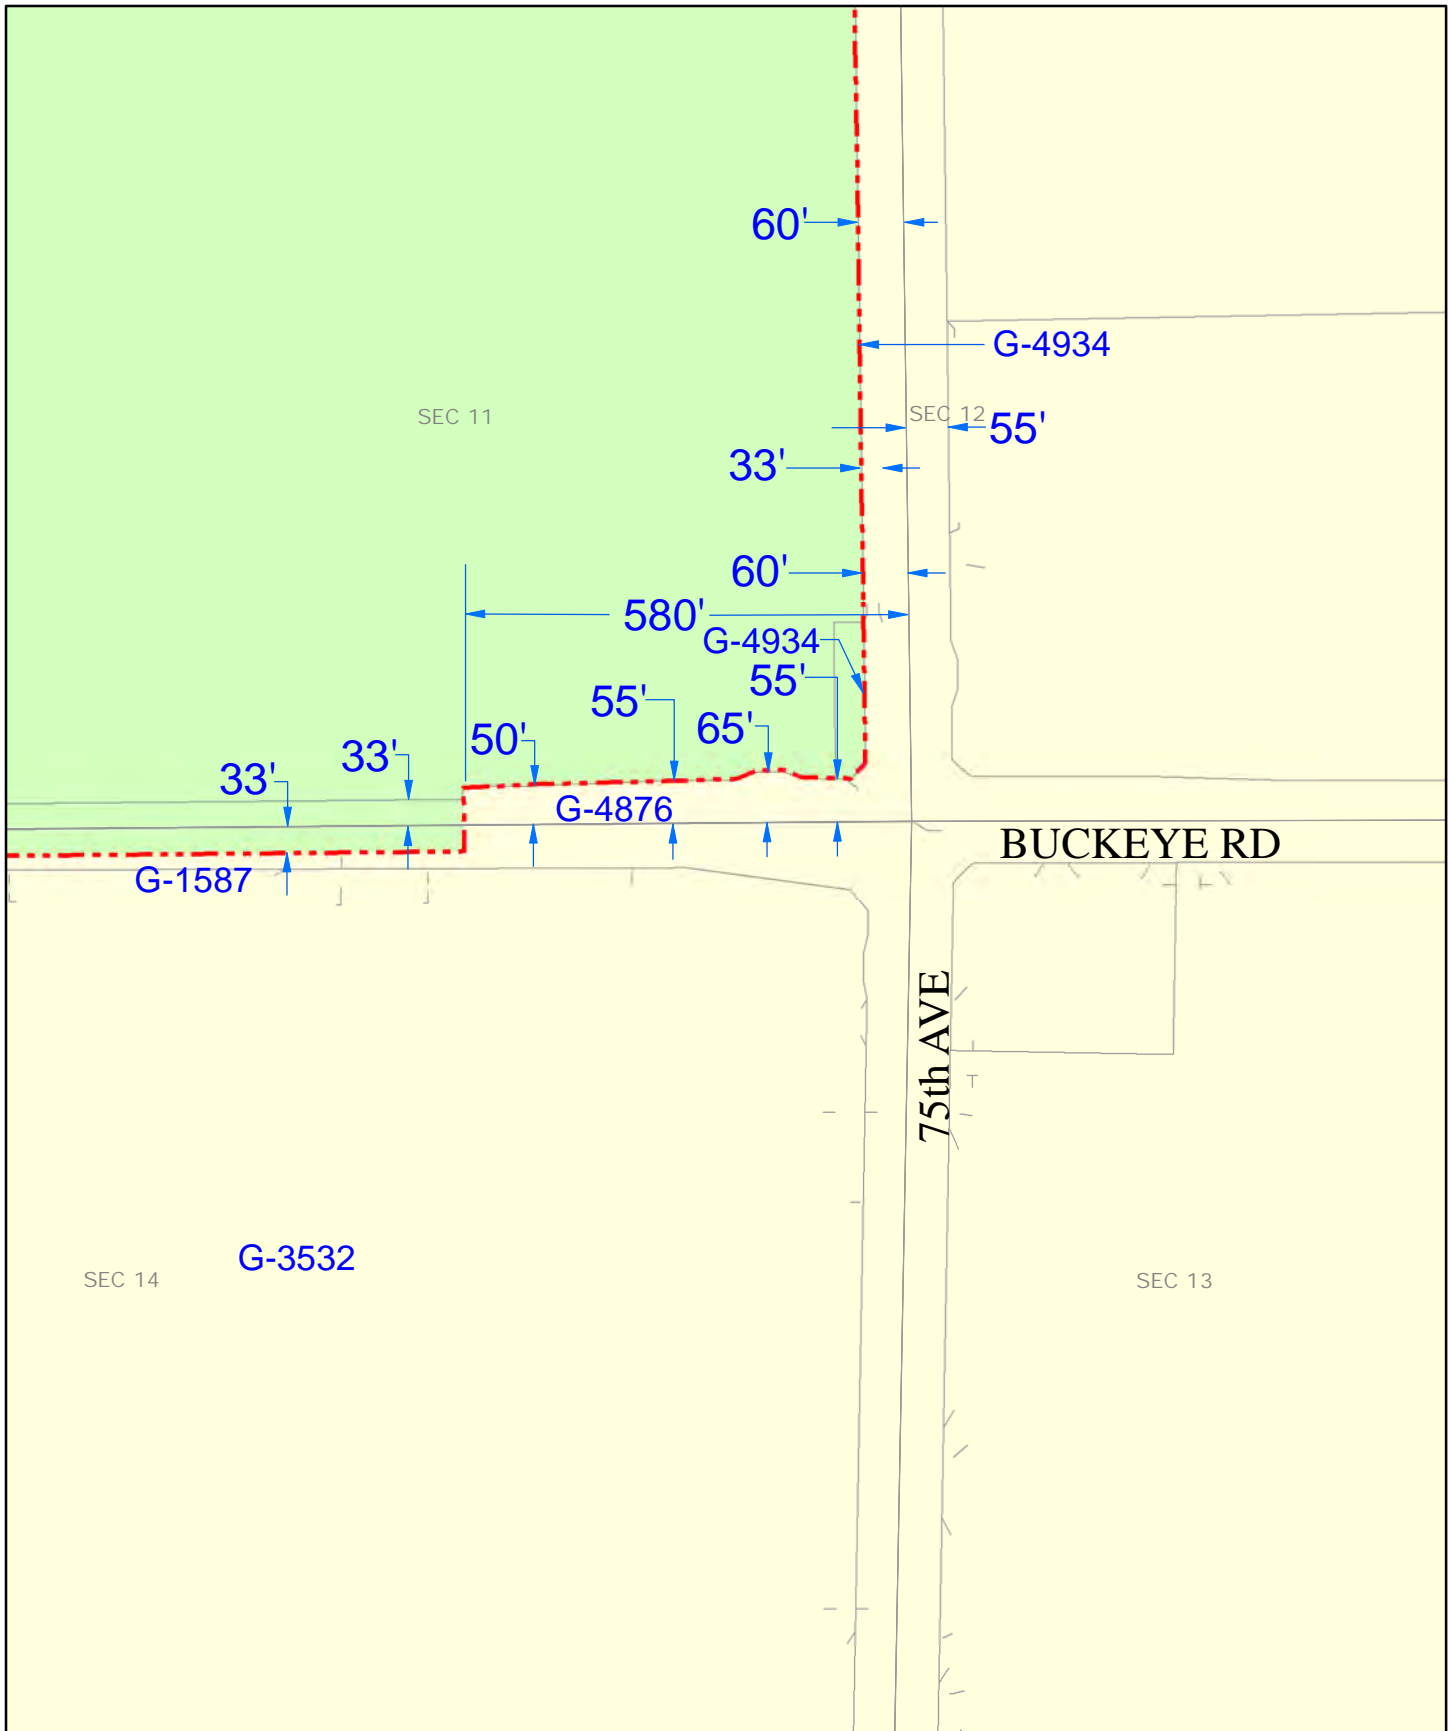 60'
G-4934
SEC 11
SEC 12
55'
33'
60'
580'
G-4934
55'
55'
65'
50'
33'
33'
G-4876
BUCKEYE RD
G-1587
75th AVE
G-3532
SEC 14
SEC 13